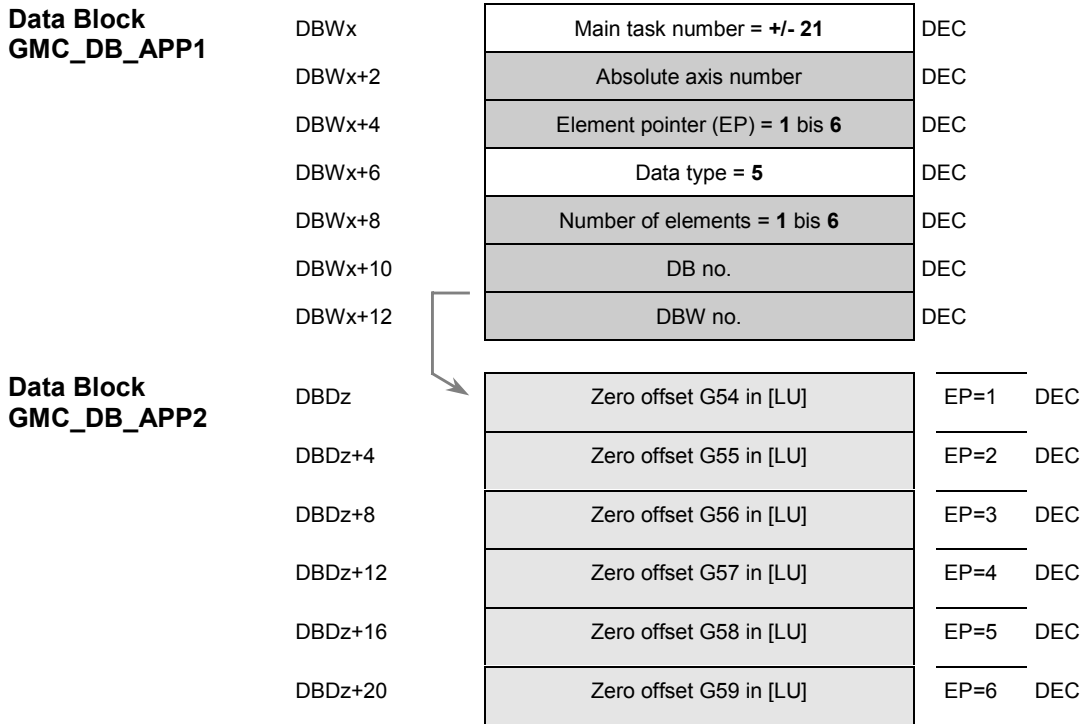 Data Block
GMC_DB_APP1
DBWx Main task number = +/- 21 DEC
DBWx+2 Absolute axis number DEC
DBWx+4 Element pointer (EP) = 1 bis 6 DEC
DBWx+6 Data type = 5 DEC
DBWx+8 Number of elements = 1 bis 6 DEC
DBWx+10 DB no. DEC
DBWx+12 DBW no. DEC
Data Block
GMC_DB_APP2
DBDz Zero offset G54 in [LU] EP=1 DEC
DBDz+4 Zero offset G55 in [LU] EP=2 DEC
DBDz+8 Zero offset G56 in [LU] EP=3 DEC
DBDz+12 Zero offset G57 in [LU] EP=4 DEC
DBDz+16 Zero offset G58 in [LU] EP=5 DEC
DBDz+20 Zero offset G59 in [LU] EP=6 DEC